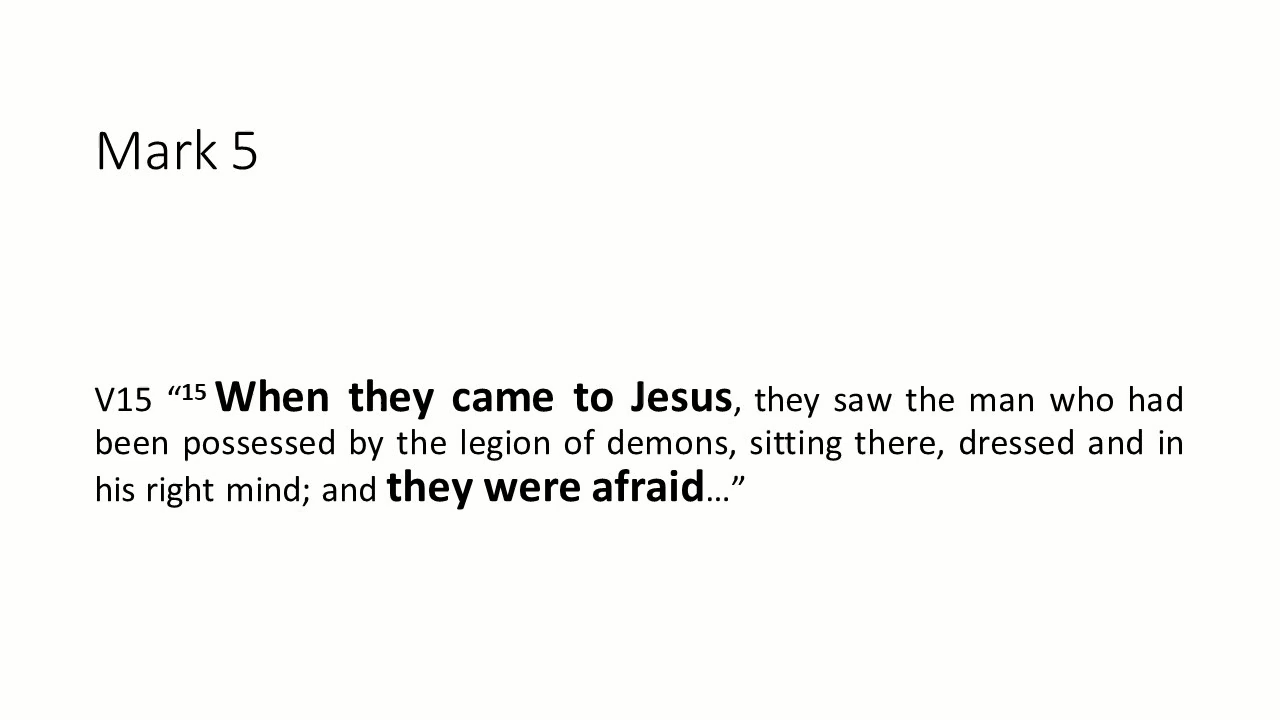 Mark 5
V15 “15 When they came to Jesus, they saw the man who had
been possessed by the legion of demons, sitting there, dressed and in
his right mind; and they were afraid…”